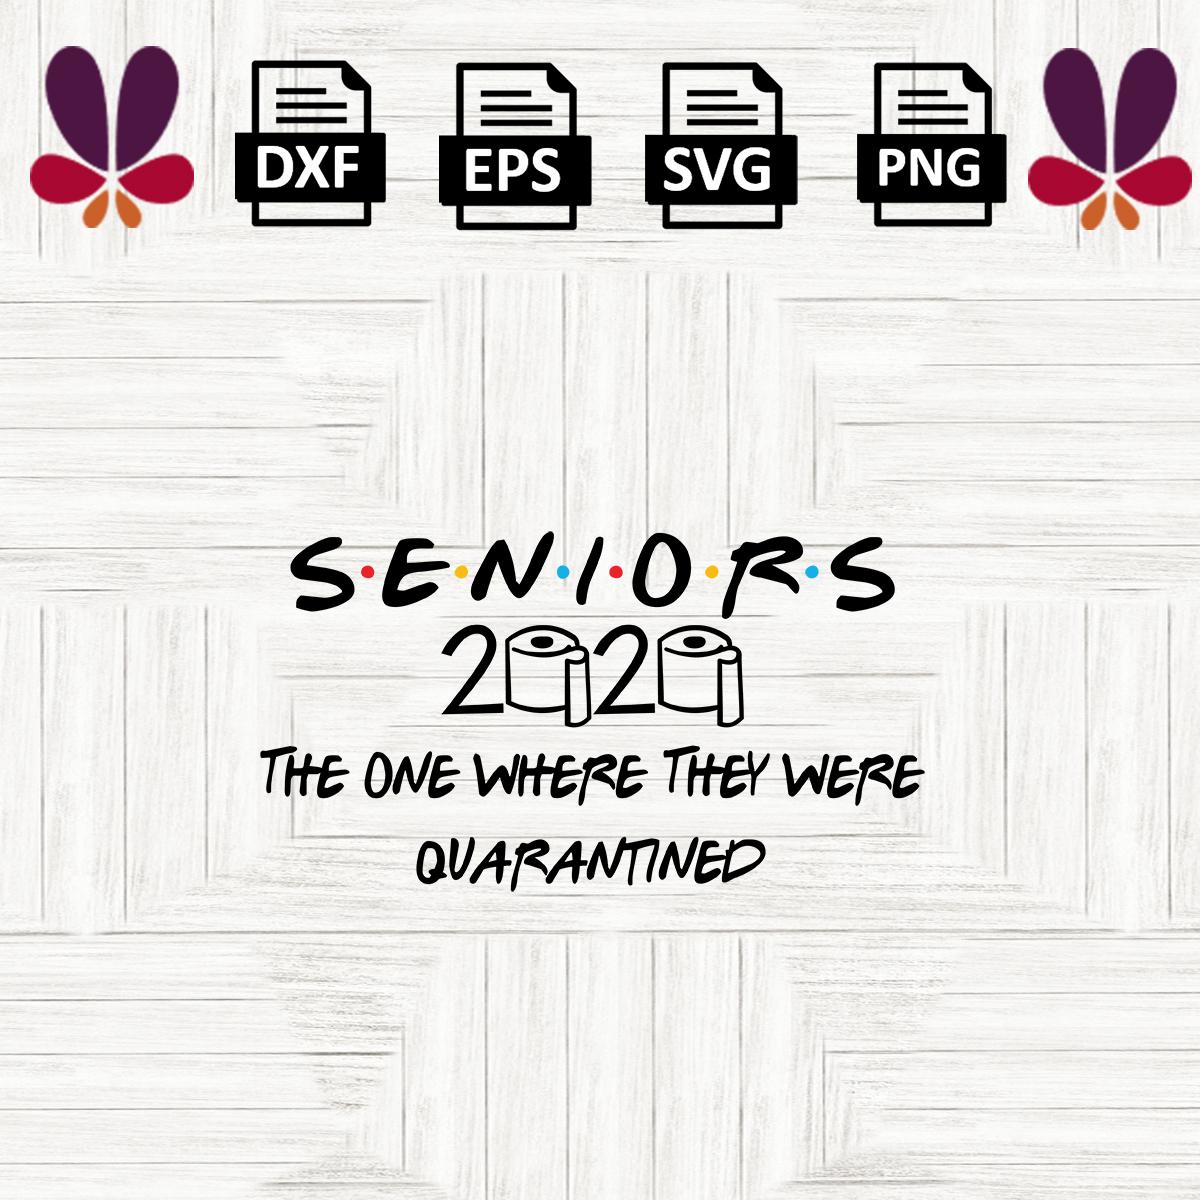 DXF EPS SVG PNG
S·E·N·I·O·R·S
2020
THE ONE WHERE THEY WERE
QUARANTINED